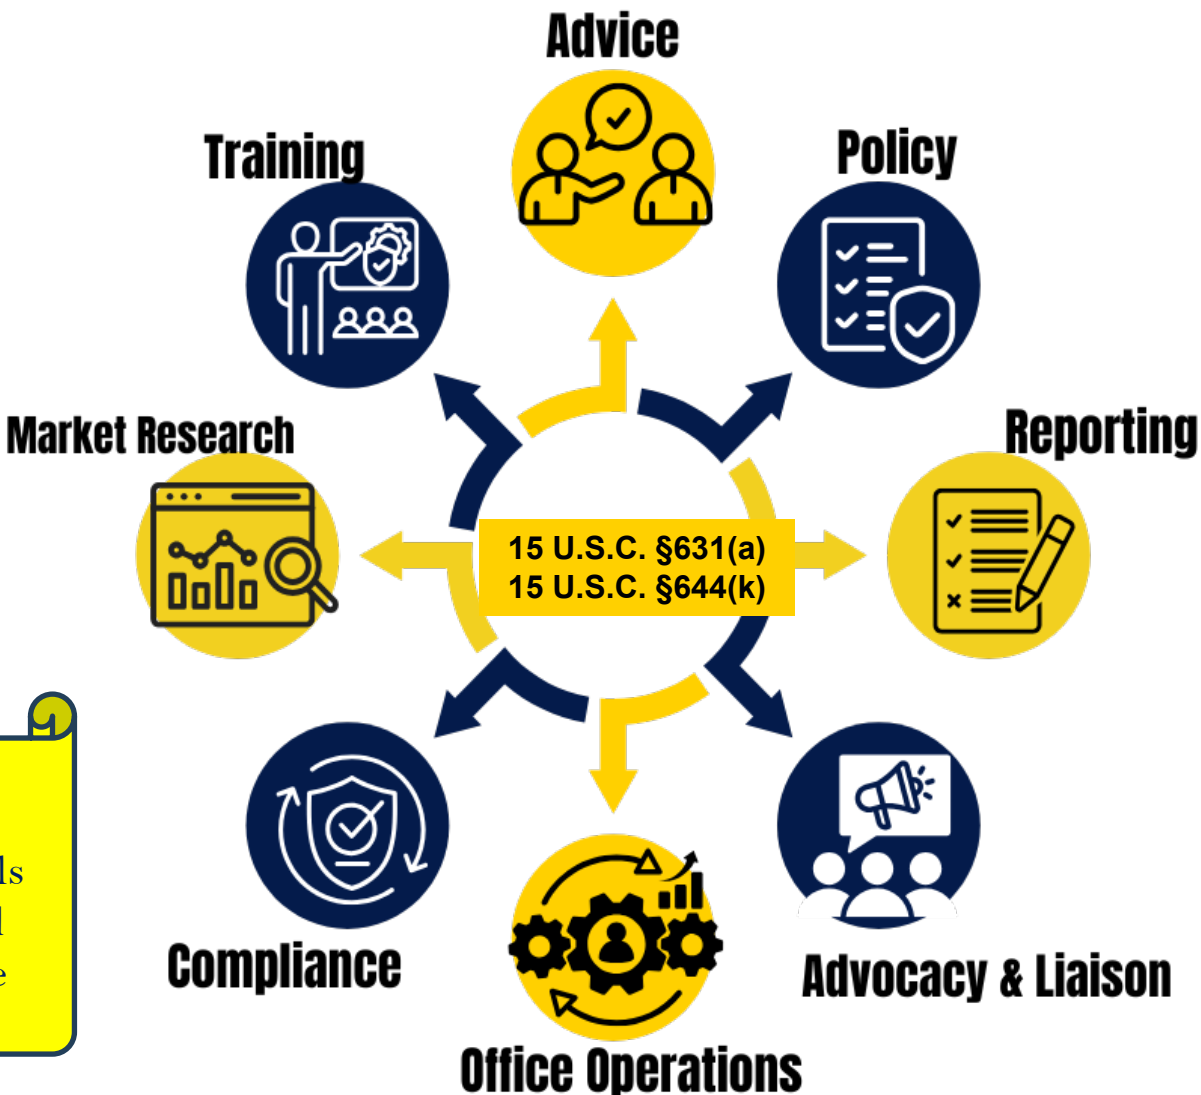 Advice
Training
Policy
Market Research
Reporting
15 U.S.C. §631(a)
15 U.S.C. §644(k)
Compliance
Advocacy & Liaison
Office Operations